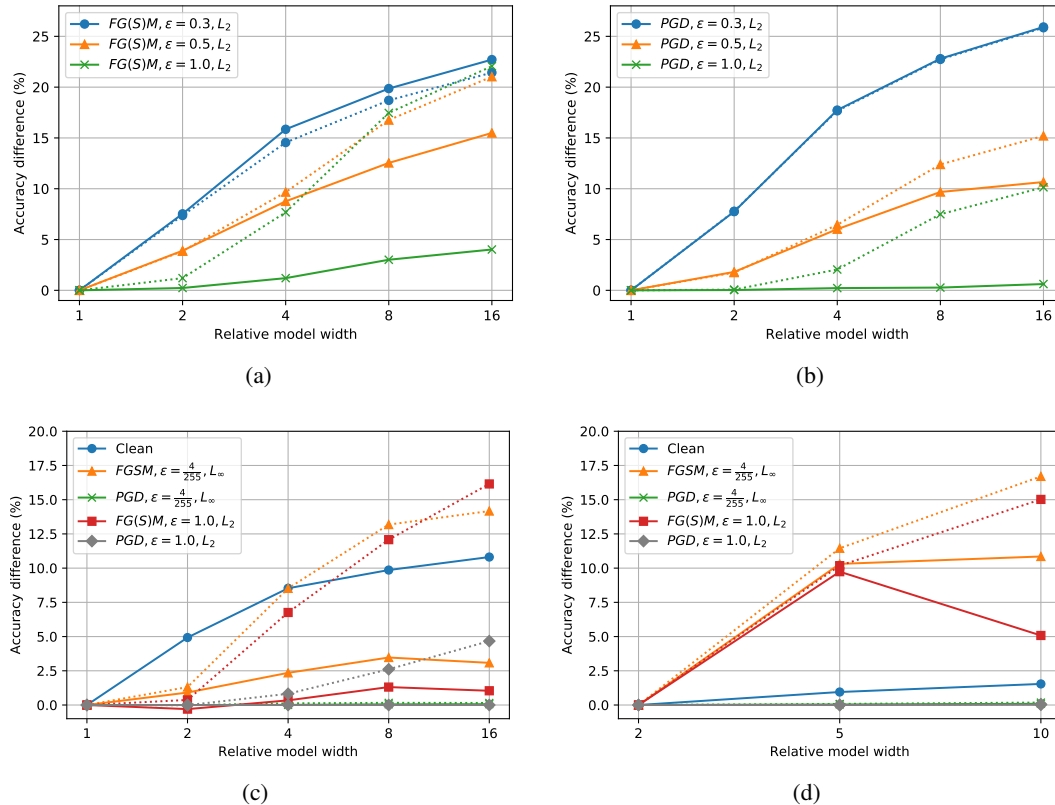 FG(S)M, ε = 0.3, L₂
FG(S)M, ε = 0.5, L₂
FG(S)M, ε = 1.0, L₂
25
20
15
10
5
0
Accuracy difference (%)
1 2 4 8 16
Relative model width
(a)
PGD, ε = 0.3, L₂
PGD, ε = 0.5, L₂
PGD, ε = 1.0, L₂
25
20
15
10
5
0
Accuracy difference (%)
1 2 4 8 16
Relative model width
(b)
Clean
FGSM, ε = 4/255, L∞
PGD, ε = 4/255, L∞
FG(S)M, ε = 1.0, L₂
PGD, ε = 1.0, L₂
20.0
17.5
15.0
12.5
10.0
7.5
5.0
2.5
0.0
Accuracy difference (%)
1 2 4 8 16
Relative model width
(c)
Clean
FGSM, ε = 4/255, L∞
PGD, ε = 4/255, L∞
FG(S)M, ε = 1.0, L₂
PGD, ε = 1.0, L₂
20.0
17.5
15.0
12.5
10.0
7.5
5.0
2.5
0.0
Accuracy difference (%)
2 5 10
Relative model width
(d)